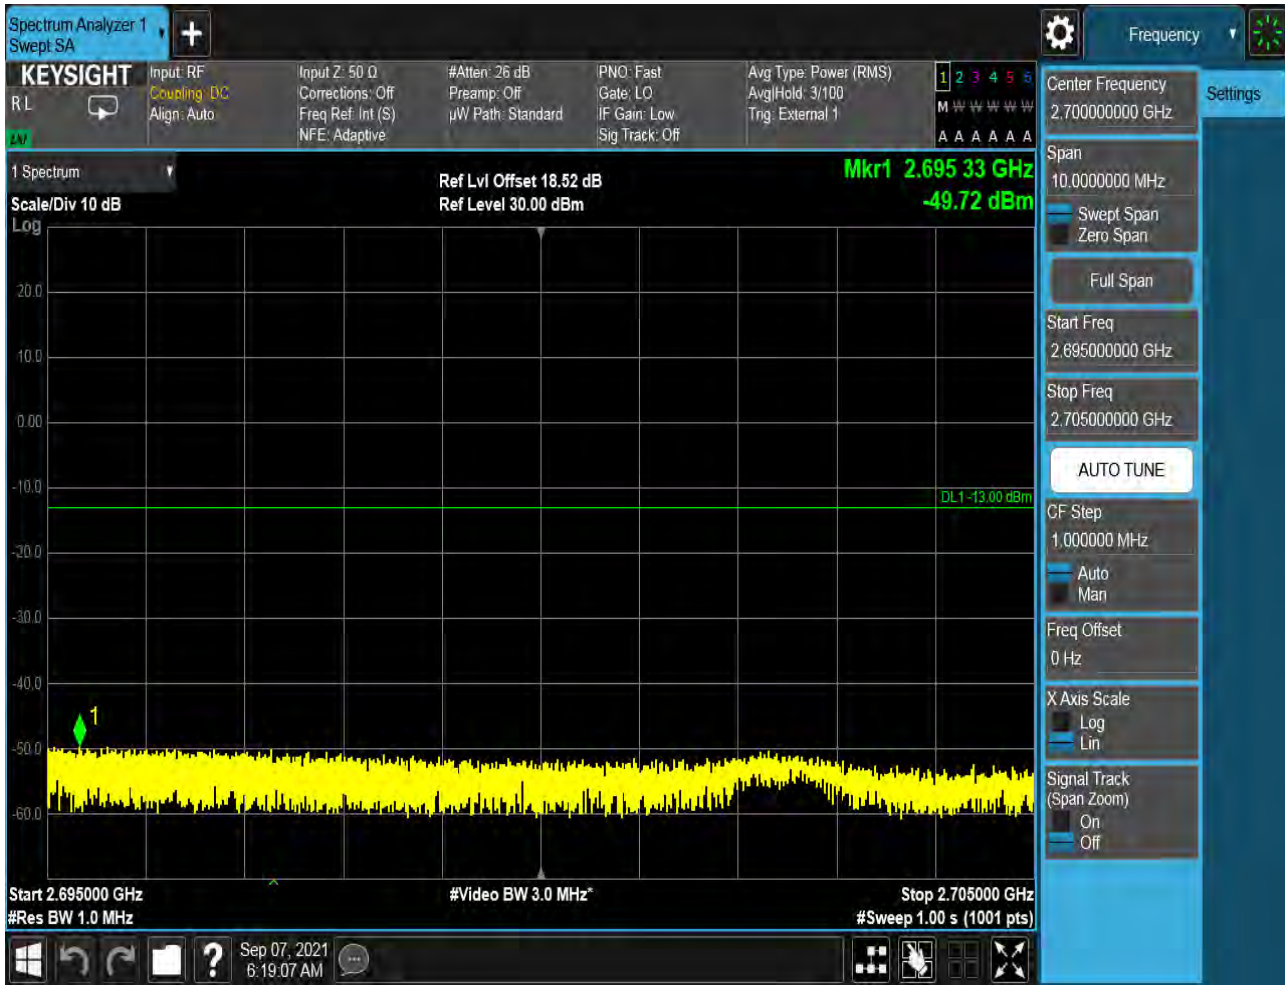 Spectrum Analyzer 1
Swept SA
Frequency
KEYSIGHT
R L
LNI
Input: RF
Coupling: DC
Align: Auto
Input Z: 50 Ω
Corrections: Off
Freq Ref: Int (S)
NFE: Adaptive
#Atten: 26 dB
Preamp: Off
µW Path: Standard
PNO: Fast
Gate: LO
IF Gain: Low
Sig Track: Off
Avg Type: Power (RMS)
Avg|Hold: 3/100
Trig: External 1
1 2 3 4 5 6
M W W W W W
A A A A A A
1 Spectrum
Scale/Div 10 dB
Log
Ref Lvl Offset 18.52 dB
Ref Level 30.00 dBm
Mkr1 2.695 33 GHz
-49.72 dBm
20.0
10.0
0.00
-10.0
DL1 -13.00 dBm
-20.0
-30.0
-40.0
1
-50.0
-60.0
Start 2.695000 GHz
#Res BW 1.0 MHz
#Video BW 3.0 MHz*
Stop 2.705000 GHz
#Sweep 1.00 s (1001 pts)
Sep 07, 2021
6:19:07 AM
?
Center Frequency
2.700000000 GHz
Settings
Span
10.0000000 MHz
Swept Span
Zero Span
Full Span
Start Freq
2.695000000 GHz
Stop Freq
2.705000000 GHz
AUTO TUNE
CF Step
1.000000 MHz
Auto
Man
Freq Offset
0 Hz
X Axis Scale
Log
Lin
Signal Track
(Span Zoom)
On
Off